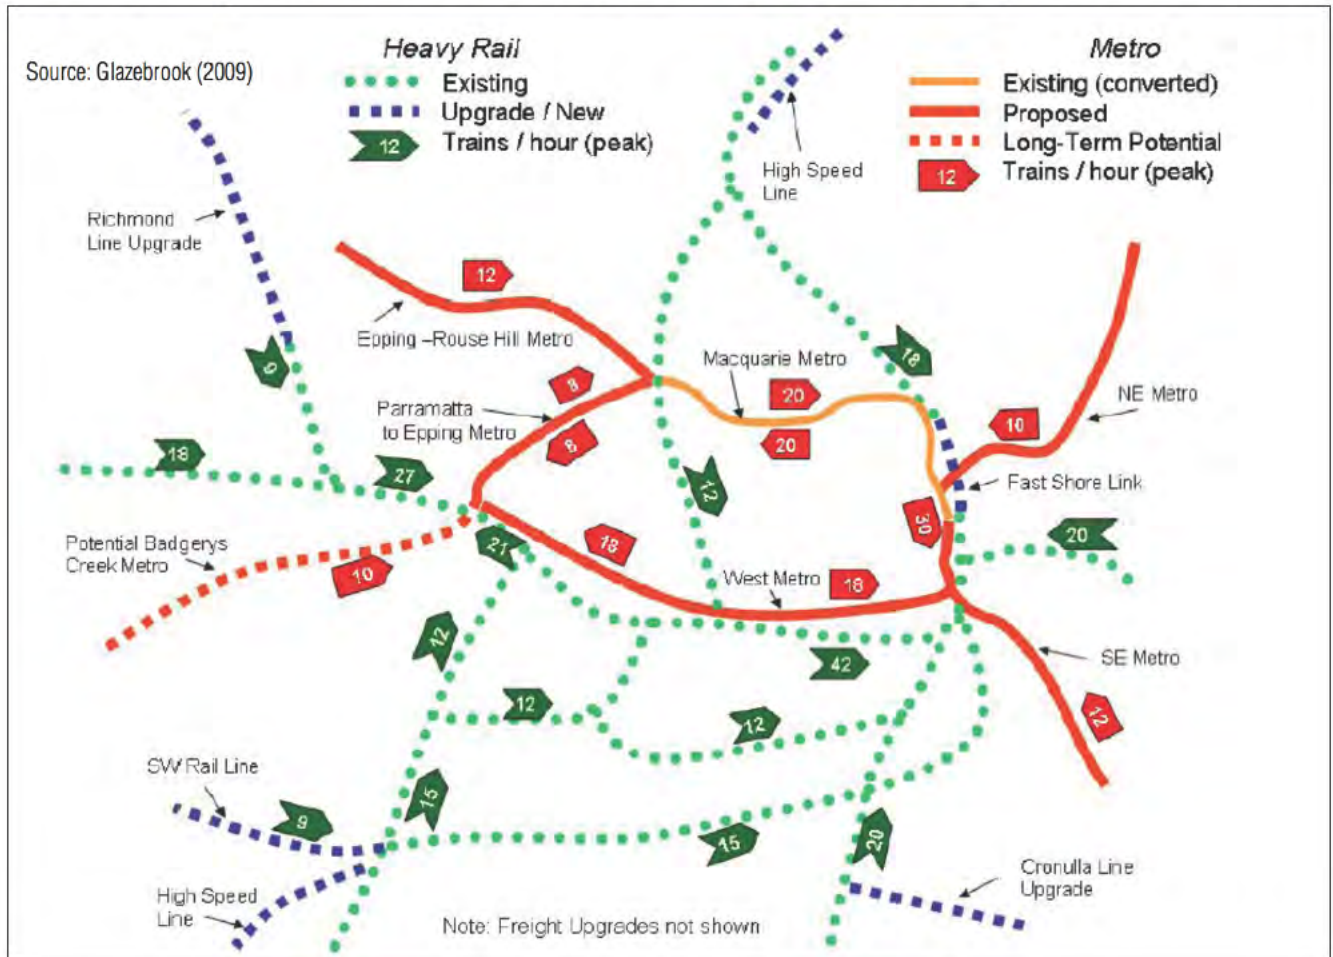 Source: Glazebrook (2009)
Heavy Rail
Existing
Upgrade / New
12
Trains / hour (peak)
Metro
Existing (converted)
Proposed
Long-Term Potential
12
Trains / hour (peak)
High Speed
Line
Richmond
Line Upgrade
12
Epping –Rouse Hill Metro
9
18
Macquarie Metro
8
20
NE Metro
Parramatta
to Epping Metro
10
8
20
18
27
12
Fast Shore Link
30
20
Potential Badgerys
Creek Metro
21
18
10
West Metro
18
12
42
SE Metro
12
12
12
SW Rail Line
15
9
15
20
Cronulla Line
Upgrade
High Speed
Line
Note: Freight Upgrades not shown